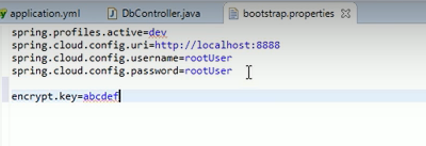 application.yml DbController.java bootstrap.properties
spring.profiles.active=dev
spring.cloud.config.uri=http://localhost:8888
spring.cloud.config.username=rootUser
spring.cloud.config.password=rootUser
encrypt.key=abcdef